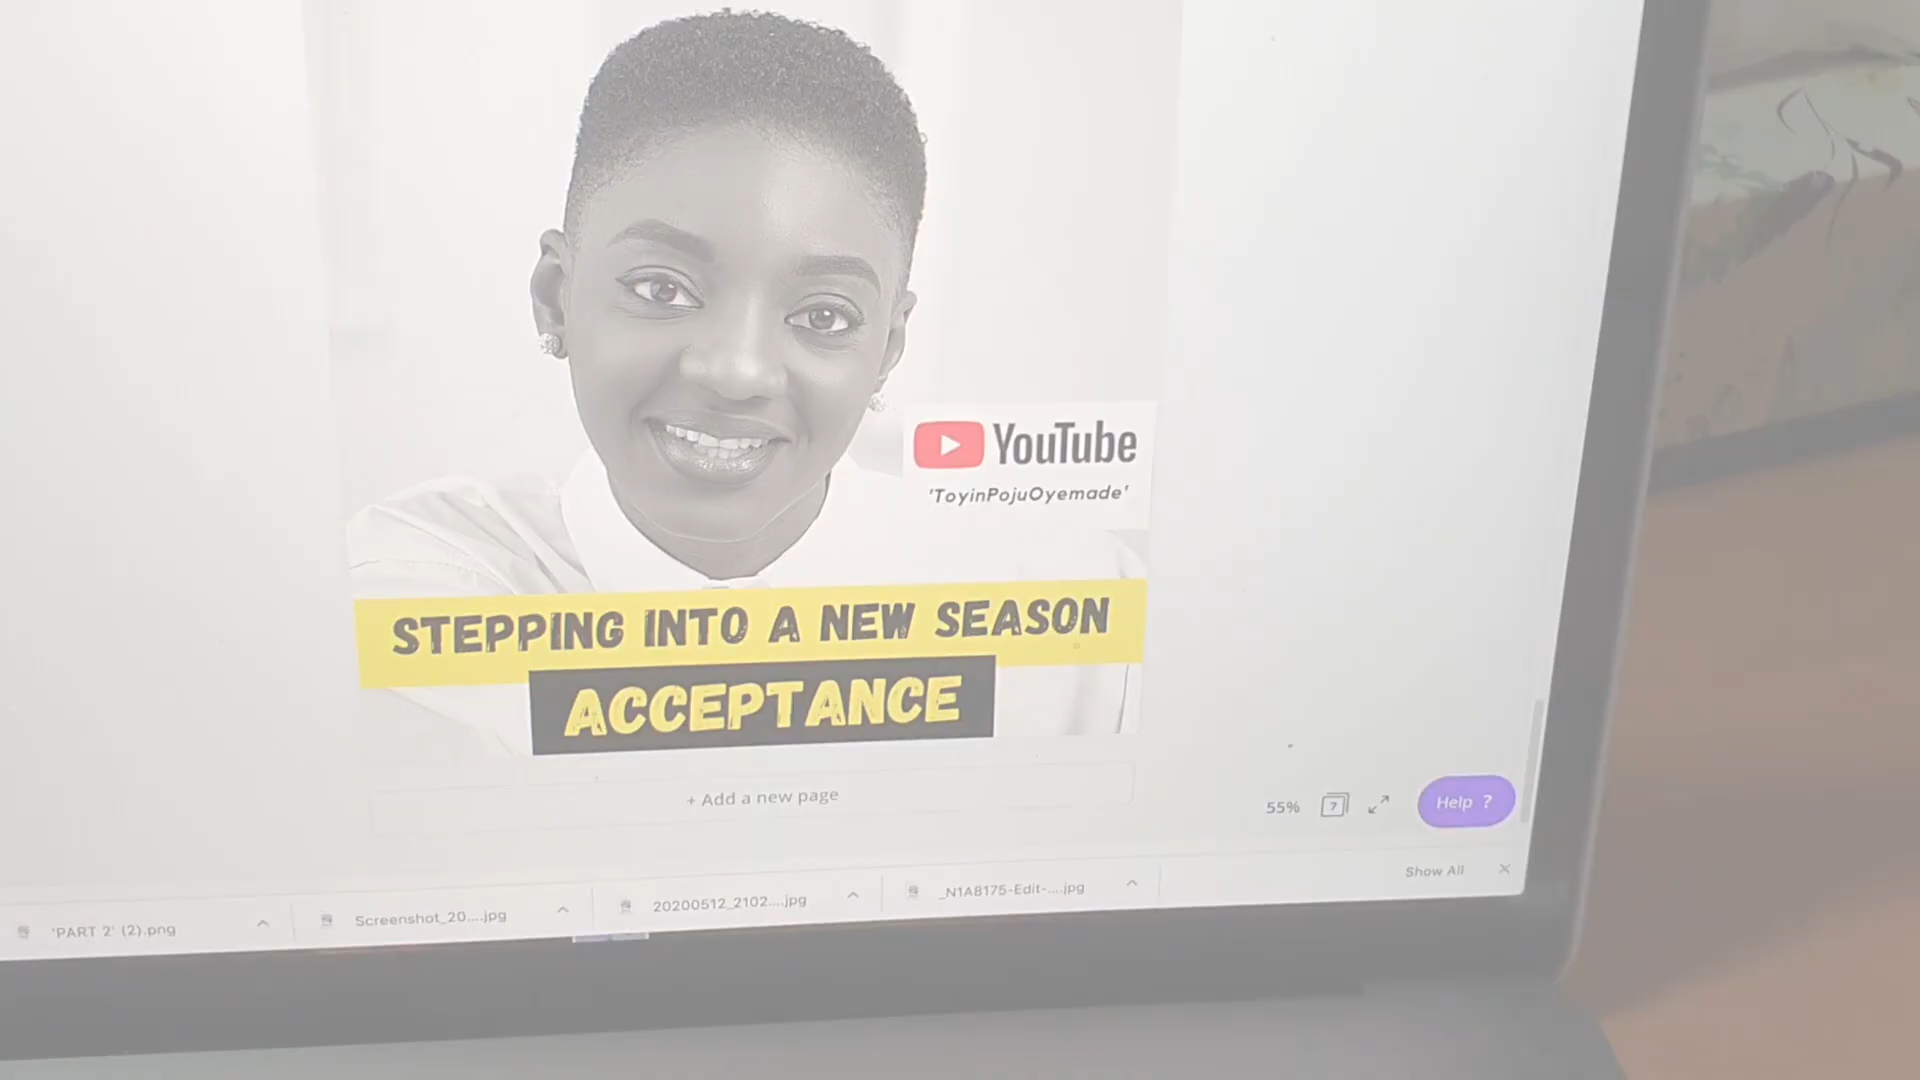 YouTube
'ToyinPojuOyemade'
STEPPING INTO A NEW SEASON
ACCEPTANCE
+ Add a new page
55%
7
Help ?
Show All
'PART 2' (2).png
Screenshot_20....jpg
20200512_2102....jpg
_N1A8175-Edit-....jpg